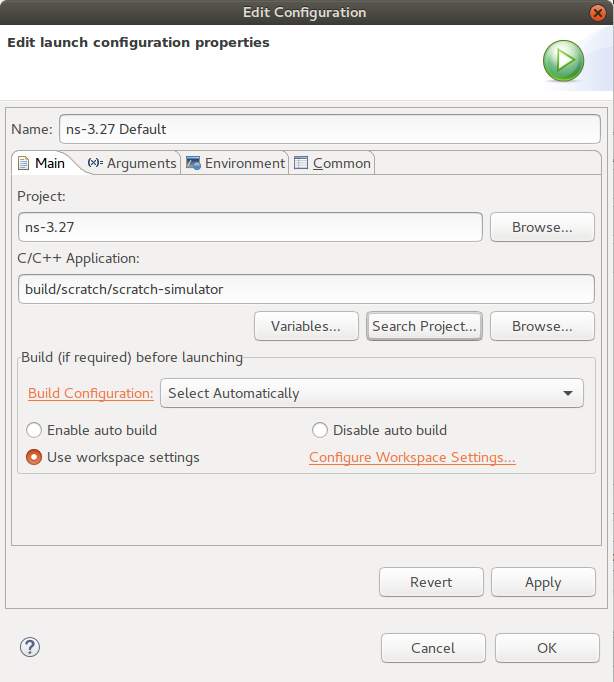 Edit Configuration
Edit launch configuration properties
Name: ns-3.27 Default
Main (x)= Arguments Environment Common
Project:
ns-3.27 Browse...
C/C++ Application:
build/scratch/scratch-simulator
Variables... Search Project... Browse...
Build (if required) before launching
Build Configuration: Select Automatically
Enable auto build Disable auto build
Use workspace settings Configure Workspace Settings...
Revert Apply
? Cancel OK